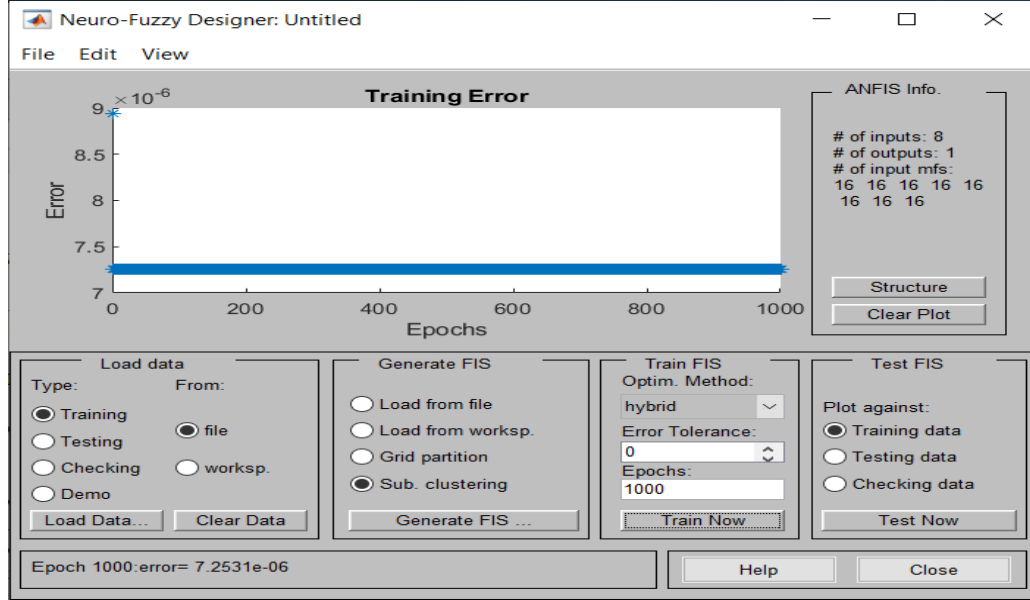 Neuro-Fuzzy Designer: Untitled
File Edit View
×10⁻⁶
Training Error
9
8.5
8
7.5
7
Error
0 200 400 600 800 1000
Epochs
ANFIS Info.
# of inputs: 8
# of outputs: 1
# of input mfs:
16 16 16 16 16
16 16 16
Structure
Clear Plot
Load data
Type: From:
Training
Testing
Checking
Demo
file
worksp.
Load Data... Clear Data
Generate FIS
Load from file
Load from worksp.
Grid partition
Sub. clustering
Generate FIS ...
Train FIS
Optim. Method:
hybrid
Error Tolerance:
0
Epochs:
1000
Train Now
Test FIS
Plot against:
Training data
Testing data
Checking data
Test Now
Epoch 1000:error= 7.2531e-06
Help Close